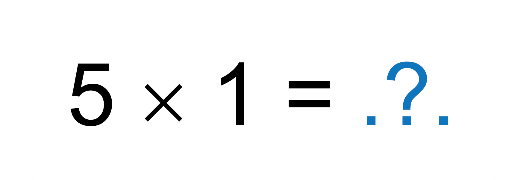 5 × 1 = .?.